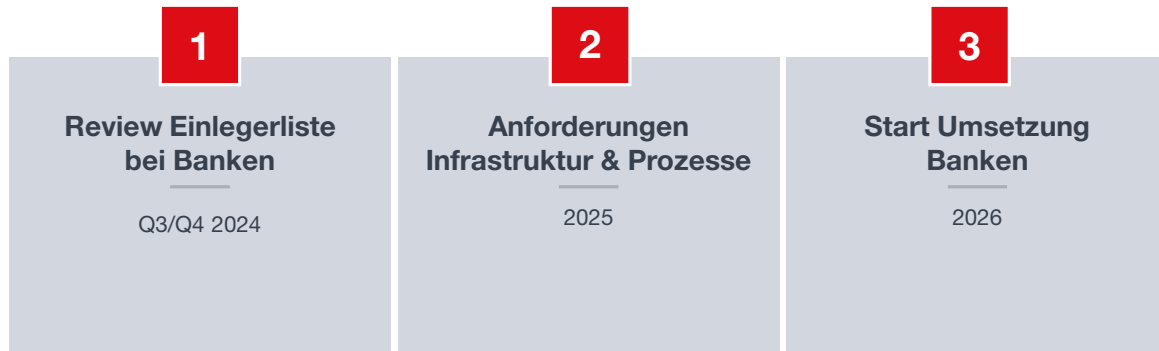 1
Review Einlegerliste
bei Banken
Q3/Q4 2024
2
Anforderungen
Infrastruktur & Prozesse
2025
3
Start Umsetzung
Banken
2026